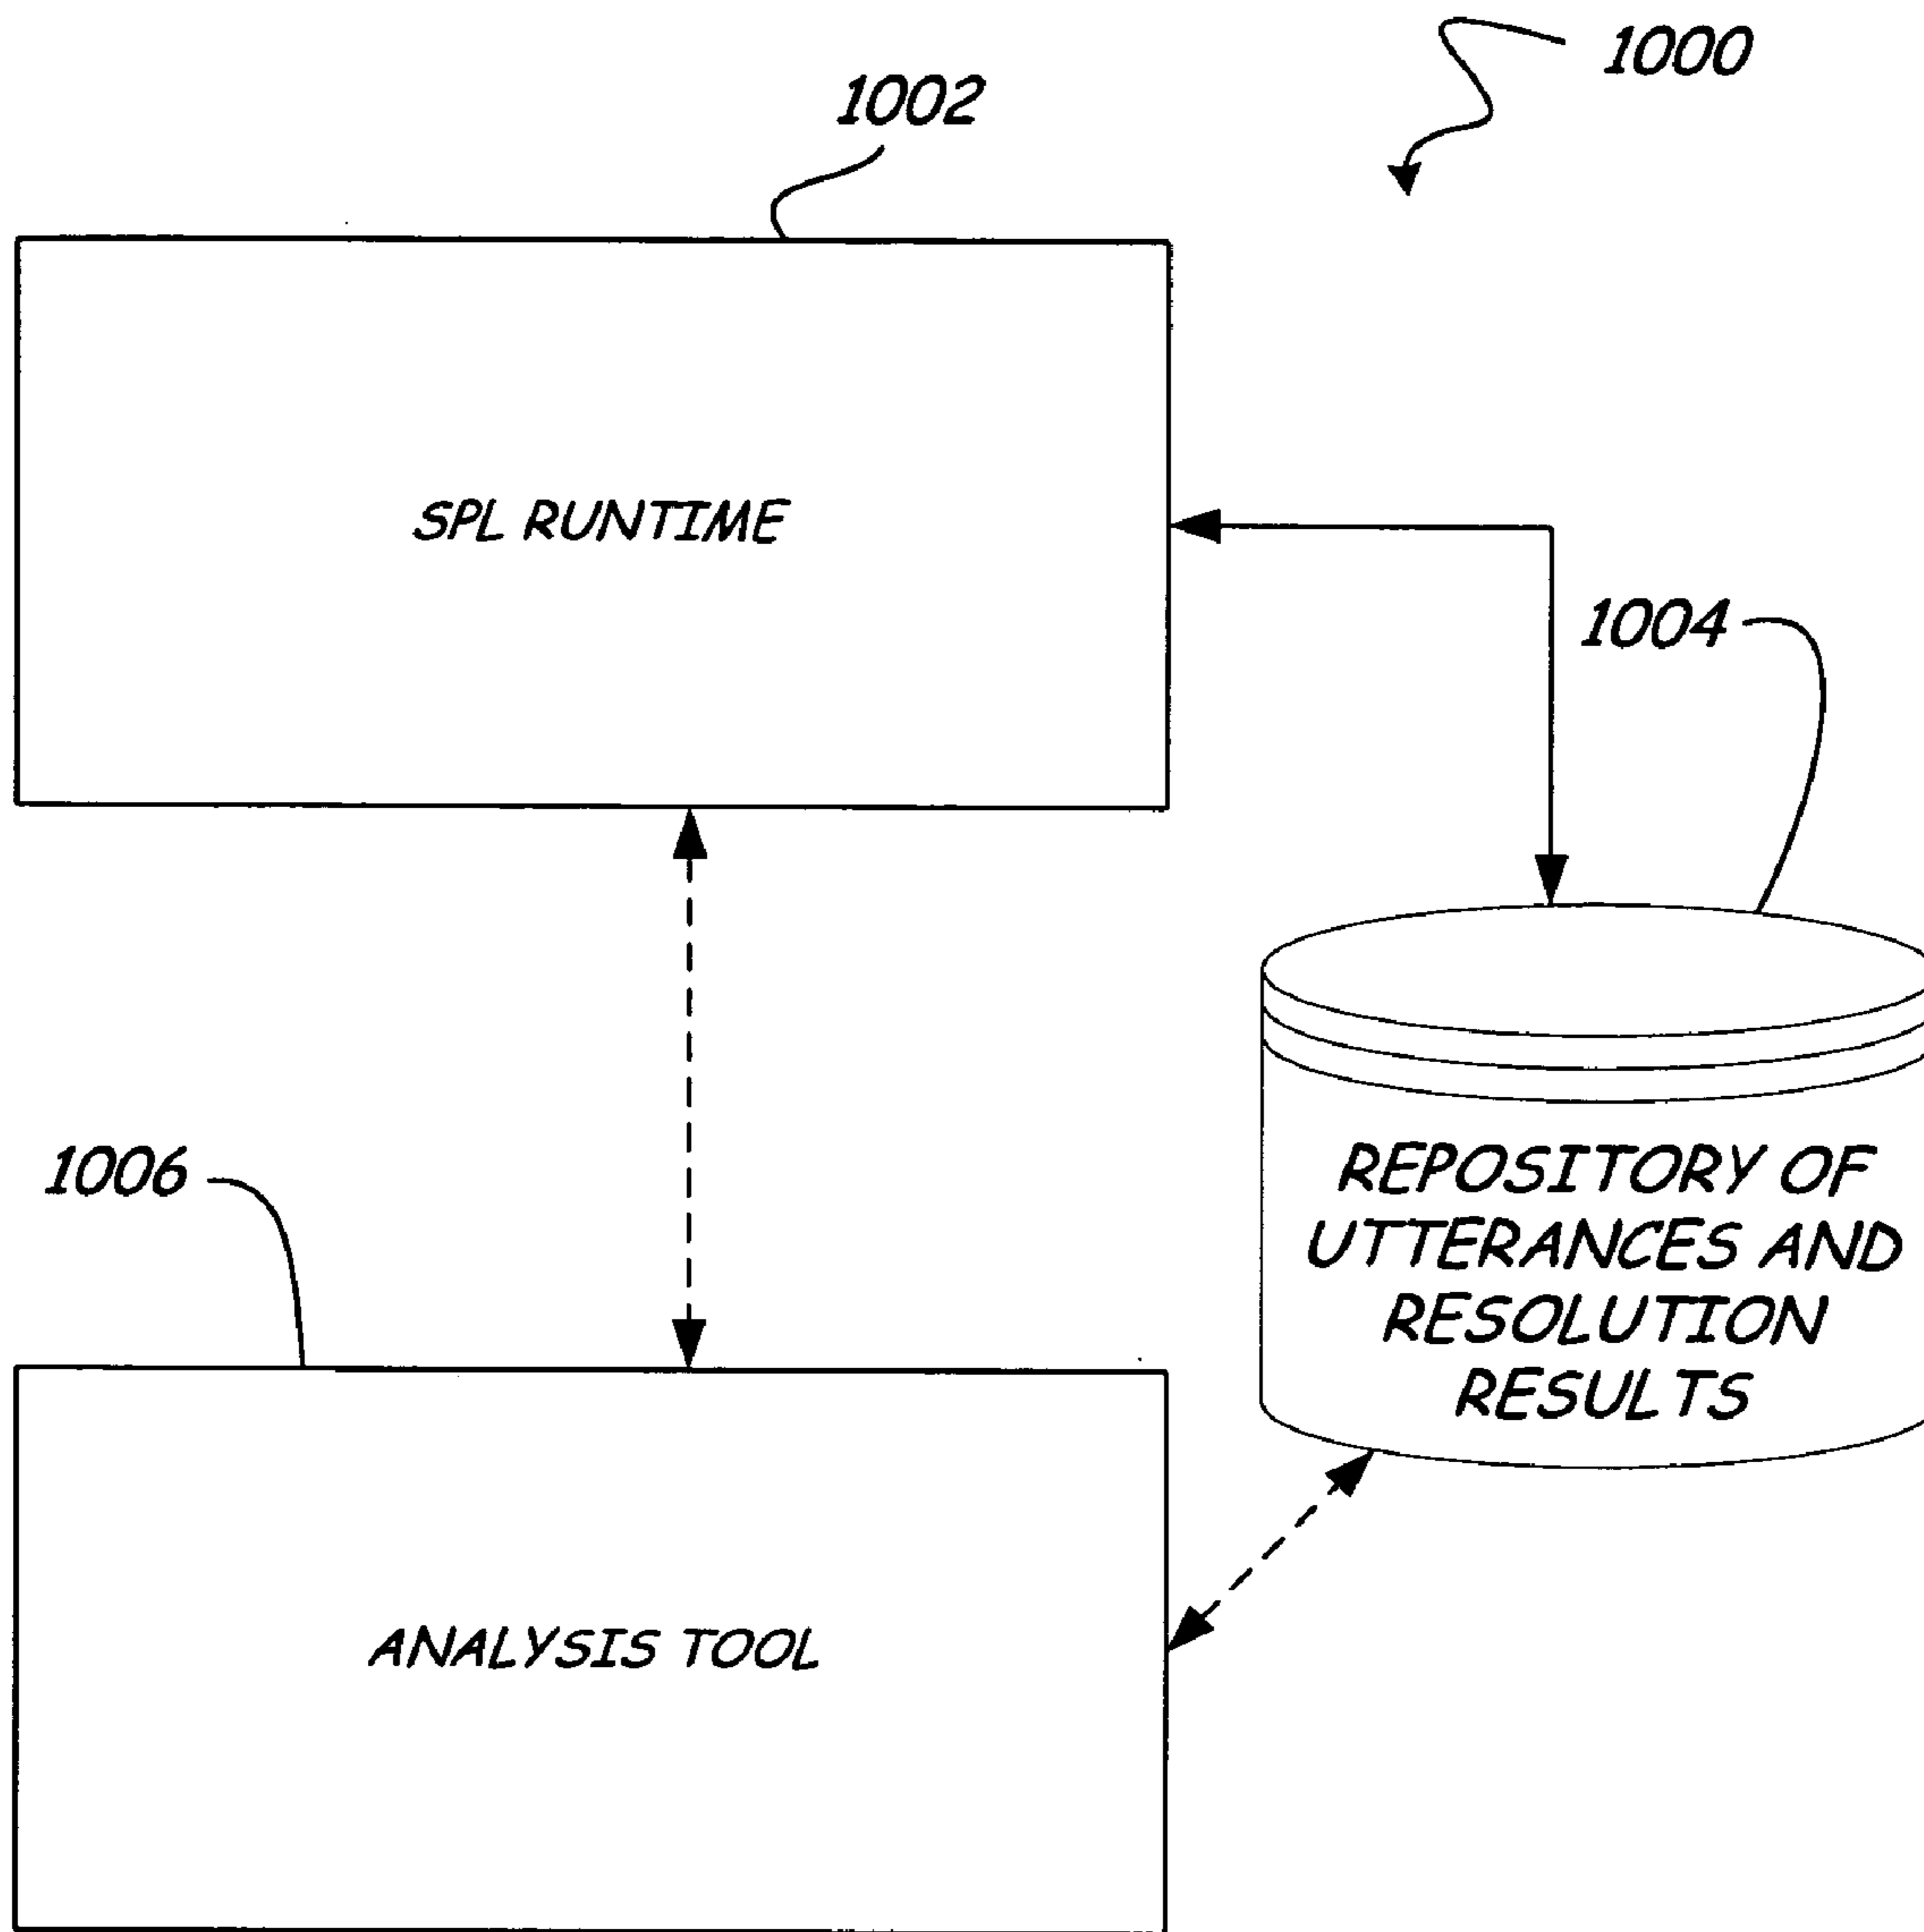 1000
1002
SPL RUNTIME
1004
1006
REPOSITORY OF
UTTERANCES AND
RESOLUTION
RESULTS
ANALYSIS TOOL